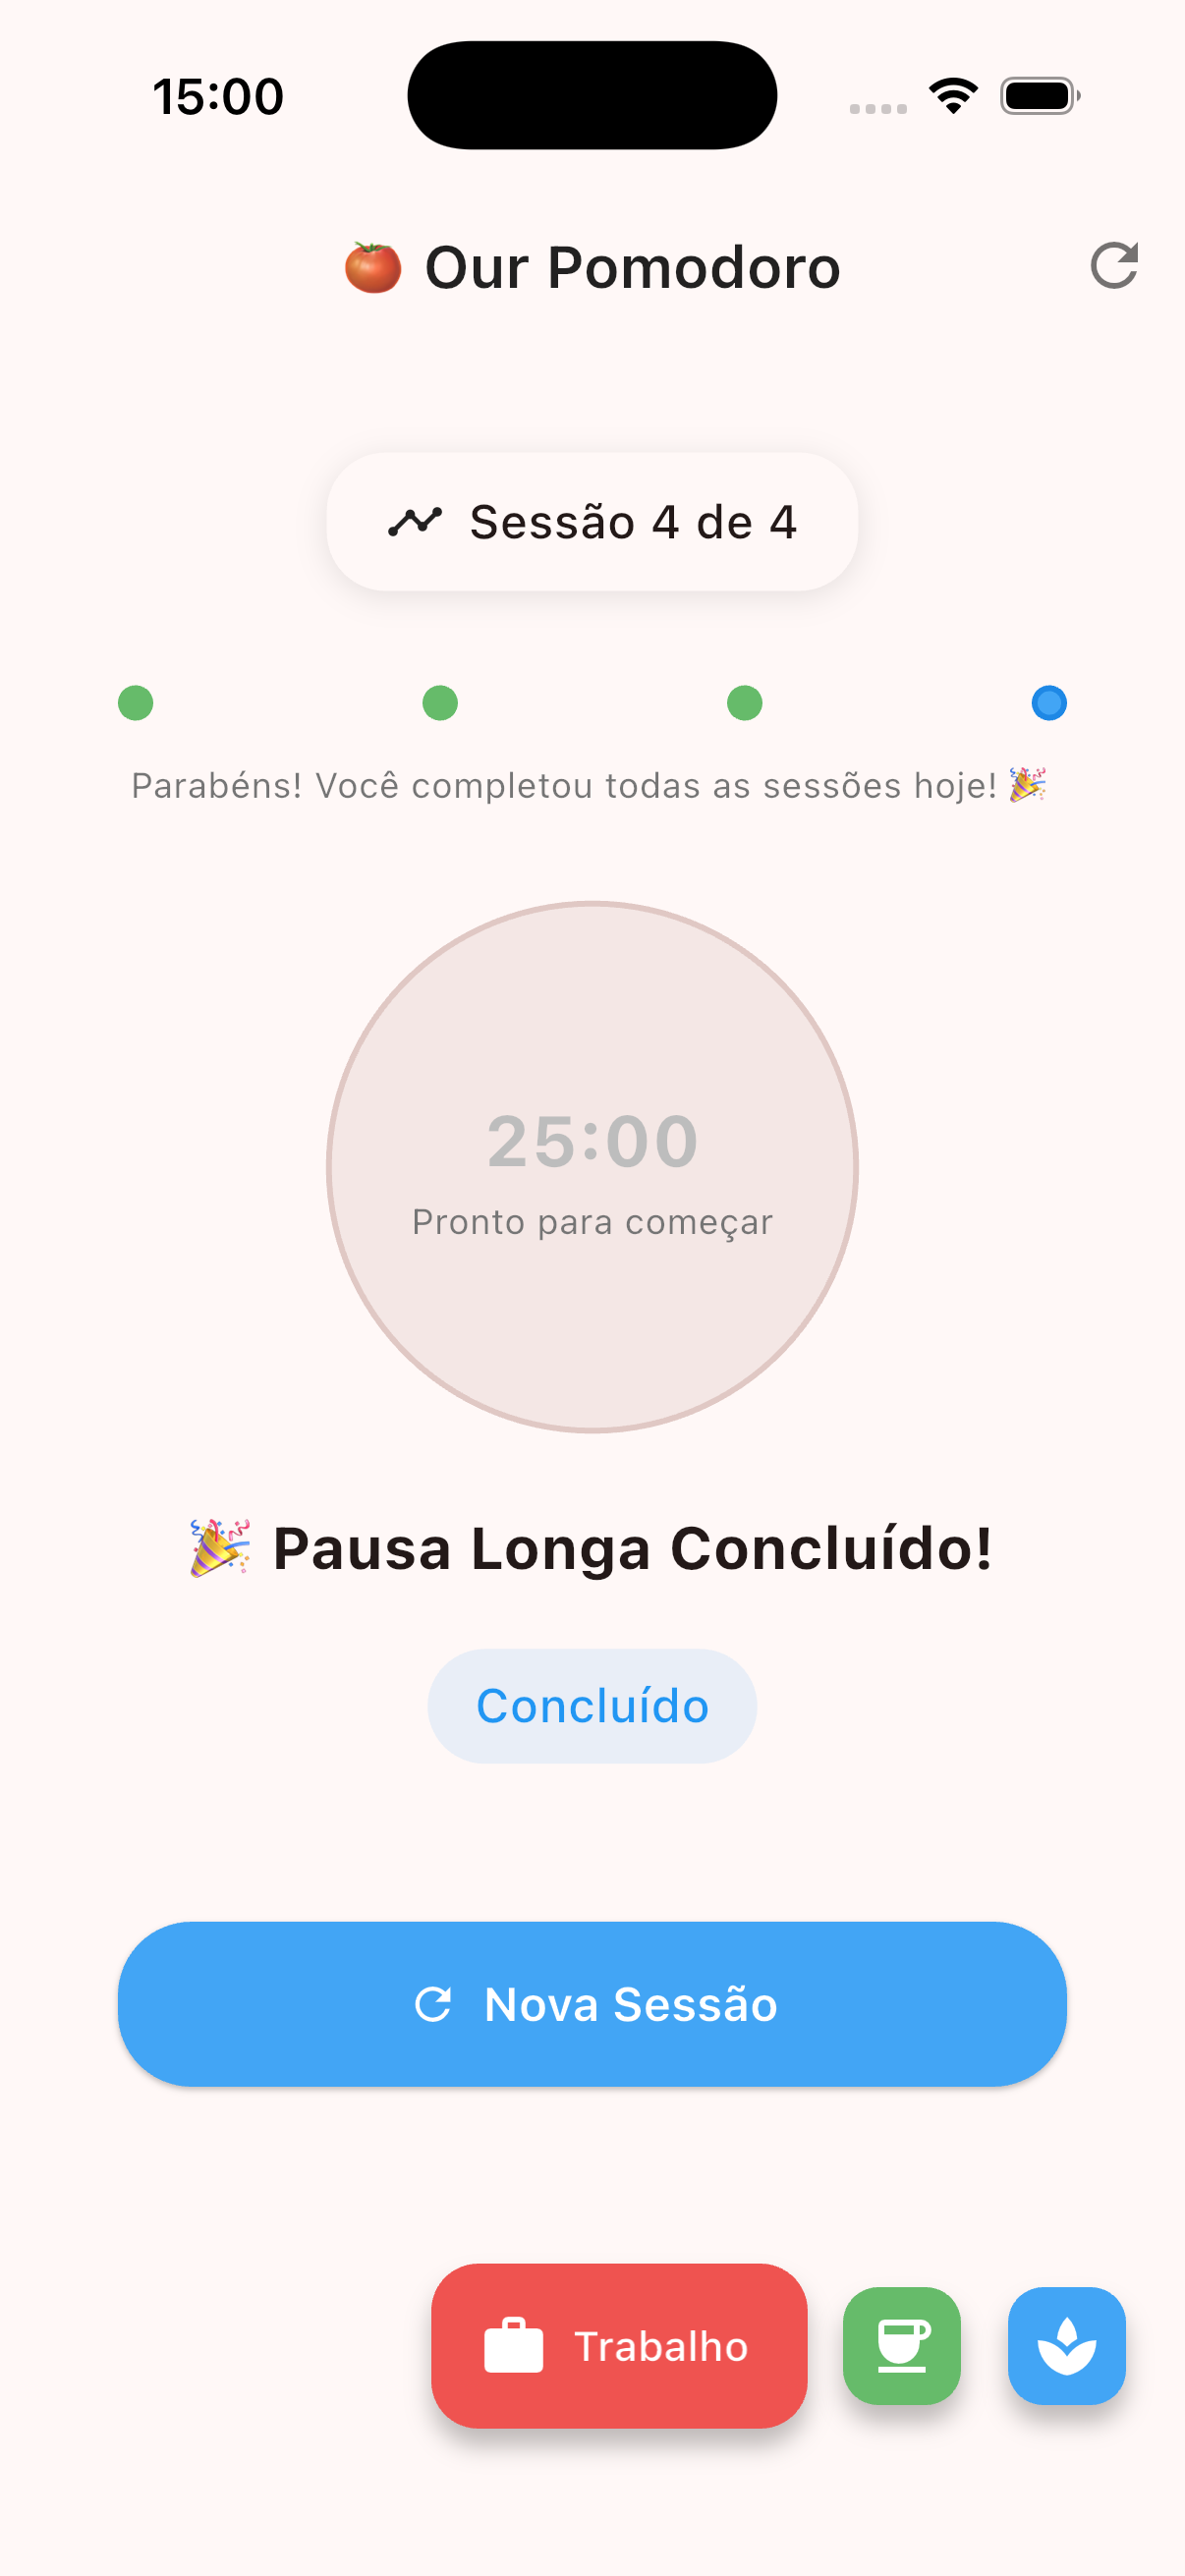 15:00
🍅 Our Pomodoro
Sessão 4 de 4
Parabéns! Você completou todas as sessões hoje! 🎉
25:00
Pronto para começar
🎉 Pausa Longa Concluído!
Concluído
Nova Sessão
Trabalho